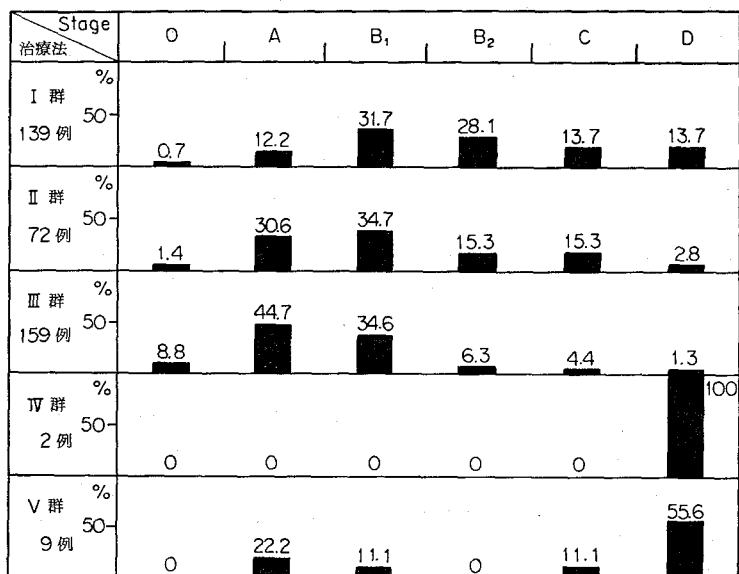 Stage
治療法
O A B₁ B₂ C D
I 群
139 例
%
50
0.7 12.2 31.7 28.1 13.7 13.7
II 群
72 例
%
50
1.4 30.6 34.7 15.3 15.3 2.8
III 群
159 例
%
50
8.8 44.7 34.6 6.3 4.4 1.3
IV 群
2 例
%
50
0 0 0 0 0 100
V 群
9 例
%
50
0 22.2 11.1 0 11.1 55.6